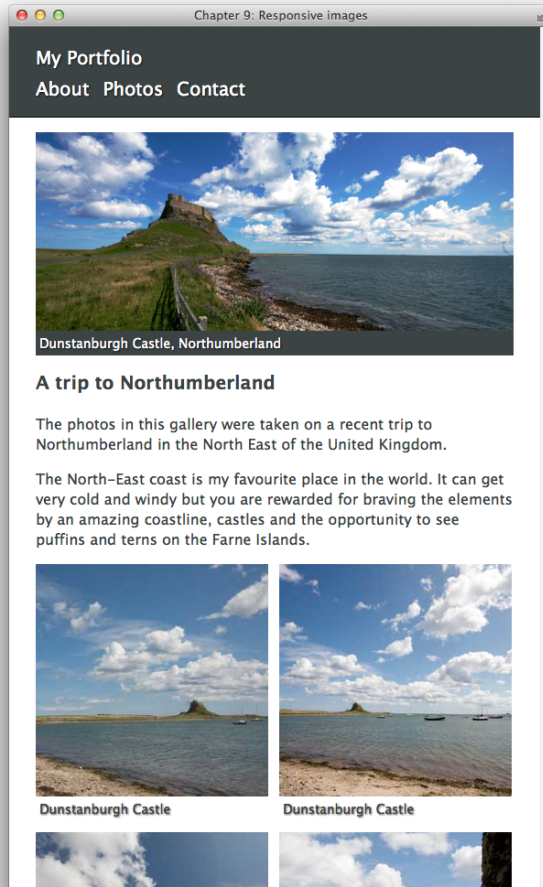 Chapter 9: Responsive images
My Portfolio
About Photos Contact
Dunstanburgh Castle, Northumberland
A trip to Northumberland
The photos in this gallery were taken on a recent trip to
Northumberland in the North East of the United Kingdom.
The North-East coast is my favourite place in the world. It can get
very cold and windy but you are rewarded for braving the elements
by an amazing coastline, castles and the opportunity to see
puffins and terns on the Farne Islands.
Dunstanburgh Castle
Dunstanburgh Castle